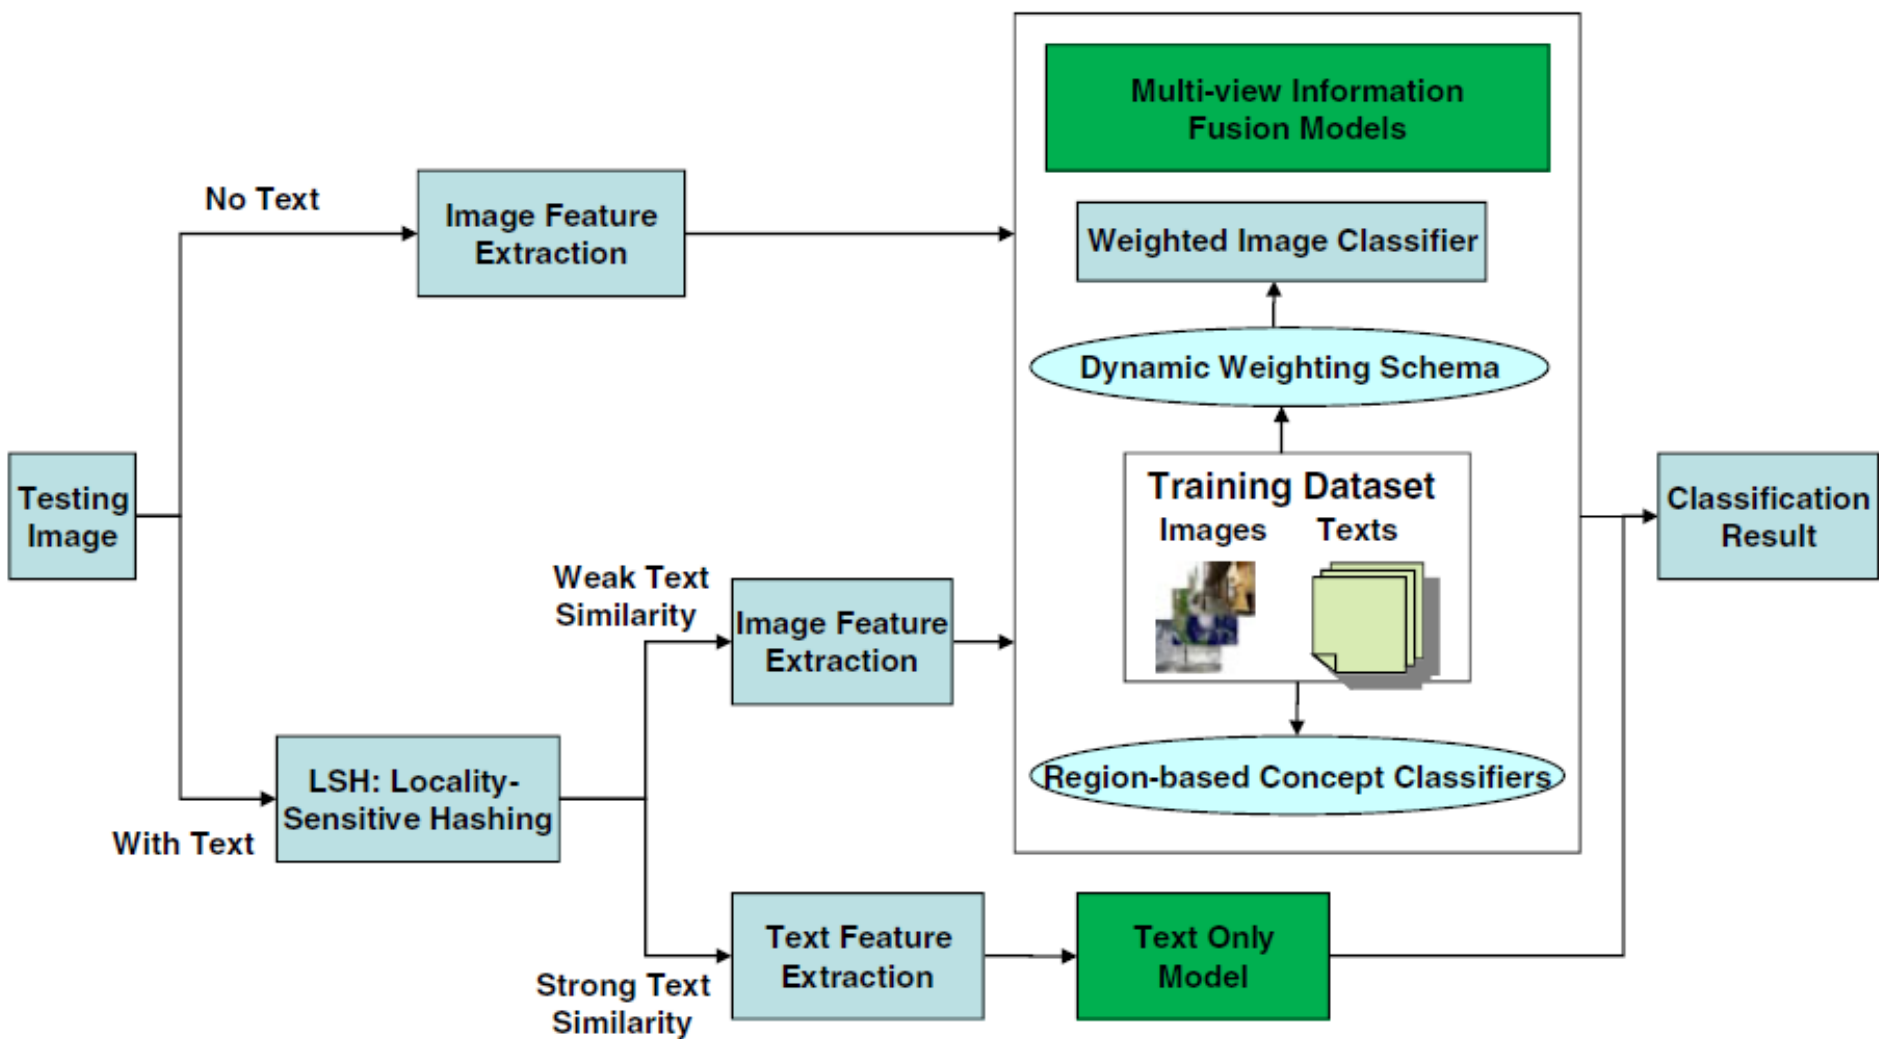 Multi-view Information
Fusion Models
No Text
Image Feature
Extraction
Weighted Image Classifier
Dynamic Weighting Schema
Testing
Image
Training Dataset
Images
Texts
Classification
Result
Weak Text
Similarity
Image Feature
Extraction
LSH: Locality-
Sensitive Hashing
Region-based Concept Classifiers
With Text
Text Feature
Extraction
Text Only
Model
Strong Text
Similarity